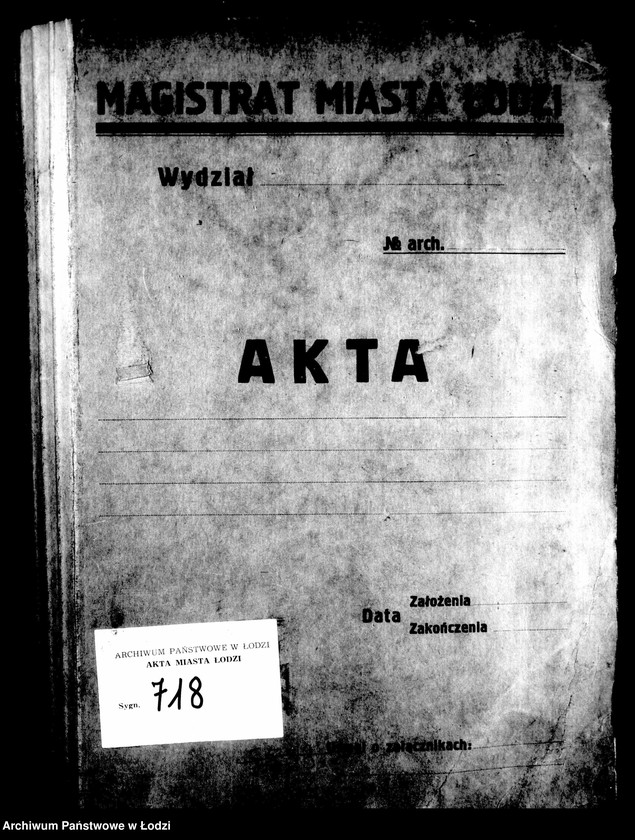 MAGISTRAT MIASTA ŁODZI
Wydział
№ arch.
AKTA
Data
Założenia
Zakończenia
ARCHIWUM PAŃSTWOWE W ŁODZI
AKTA MIASTA ŁODZI
Sygn. 718
o załącznikach:
Archiwum Państwowe w Łodzi